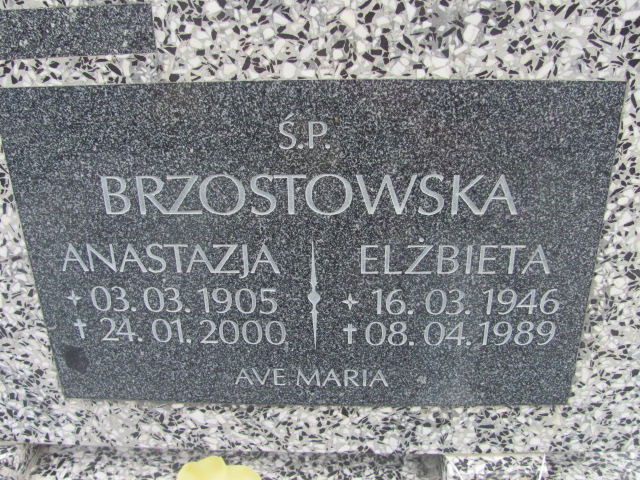 Ś.P.
BRZOSTOWSKA
ANASTAZJA
03.03.1905
24.01.2000
ELŻBIETA
16.03.1946
08.04.1989
AVE MARIA